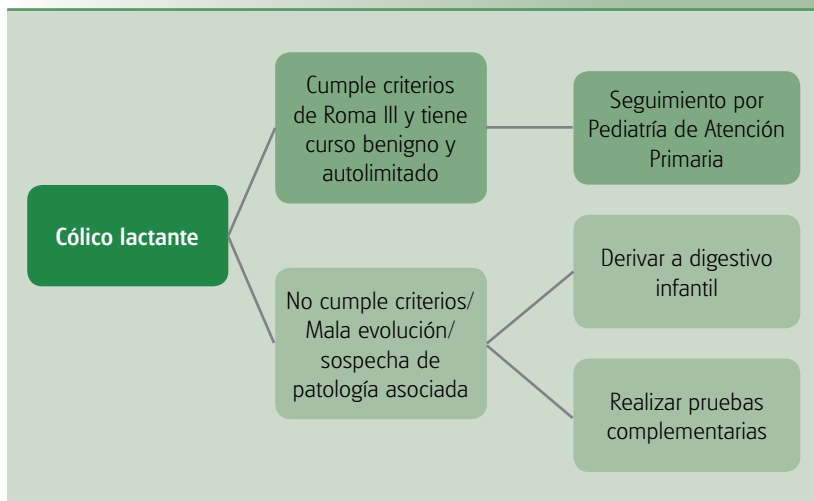 Cólico lactante
Cumple criterios
de Roma III y tiene
curso benigno y
autolimitado
Seguimiento por
Pediatría de Atención
Primaria
No cumple criterios/
Mala evolución/
sospecha de
patología asociada
Derivar a digestivo
infantil
Realizar pruebas
complementarias